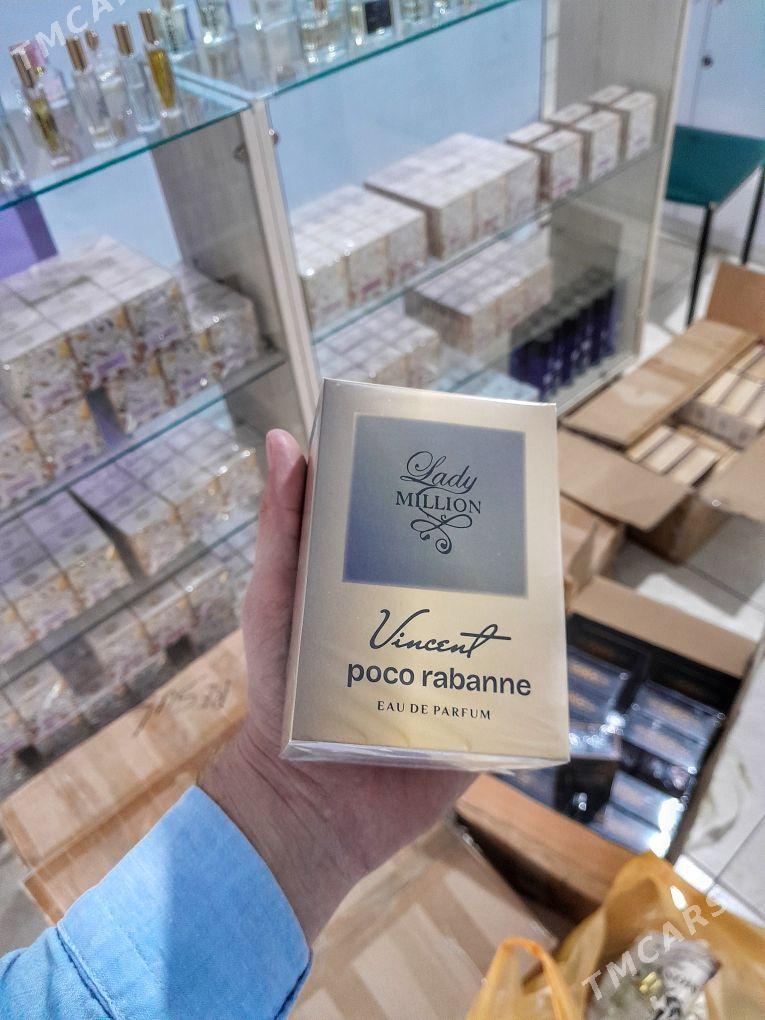 TMCARS
Lady
MILLION
Vincent
poco rabanne
EAU DE PARFUM
TMCARS